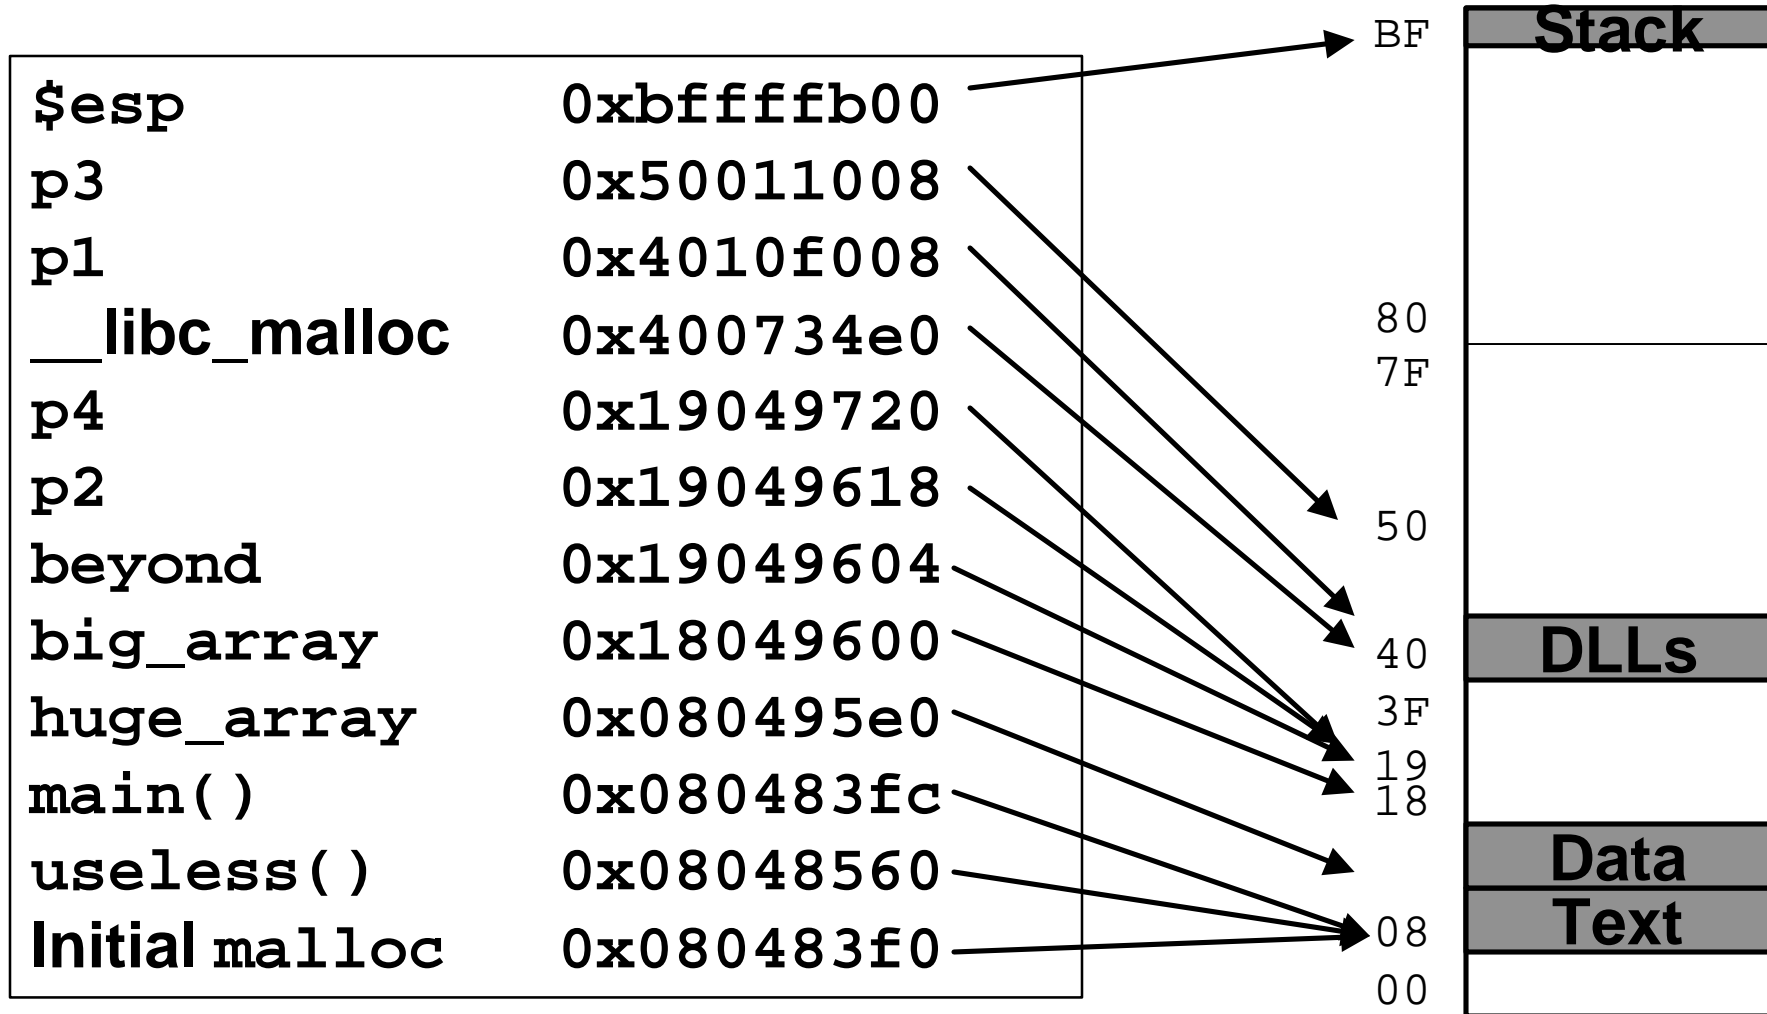 $esp 0xbffffb00
p3 0x50011008
p1 0x4010f008
__libc_malloc 0x400734e0
p4 0x19049720
p2 0x19049618
beyond 0x19049604
big_array 0x18049600
huge_array 0x080495e0
main() 0x080483fc
useless() 0x08048560
Initial malloc 0x080483f0
BF
80
7F
50
40
3F
19
18
08
00
Stack
DLLs
Data
Text